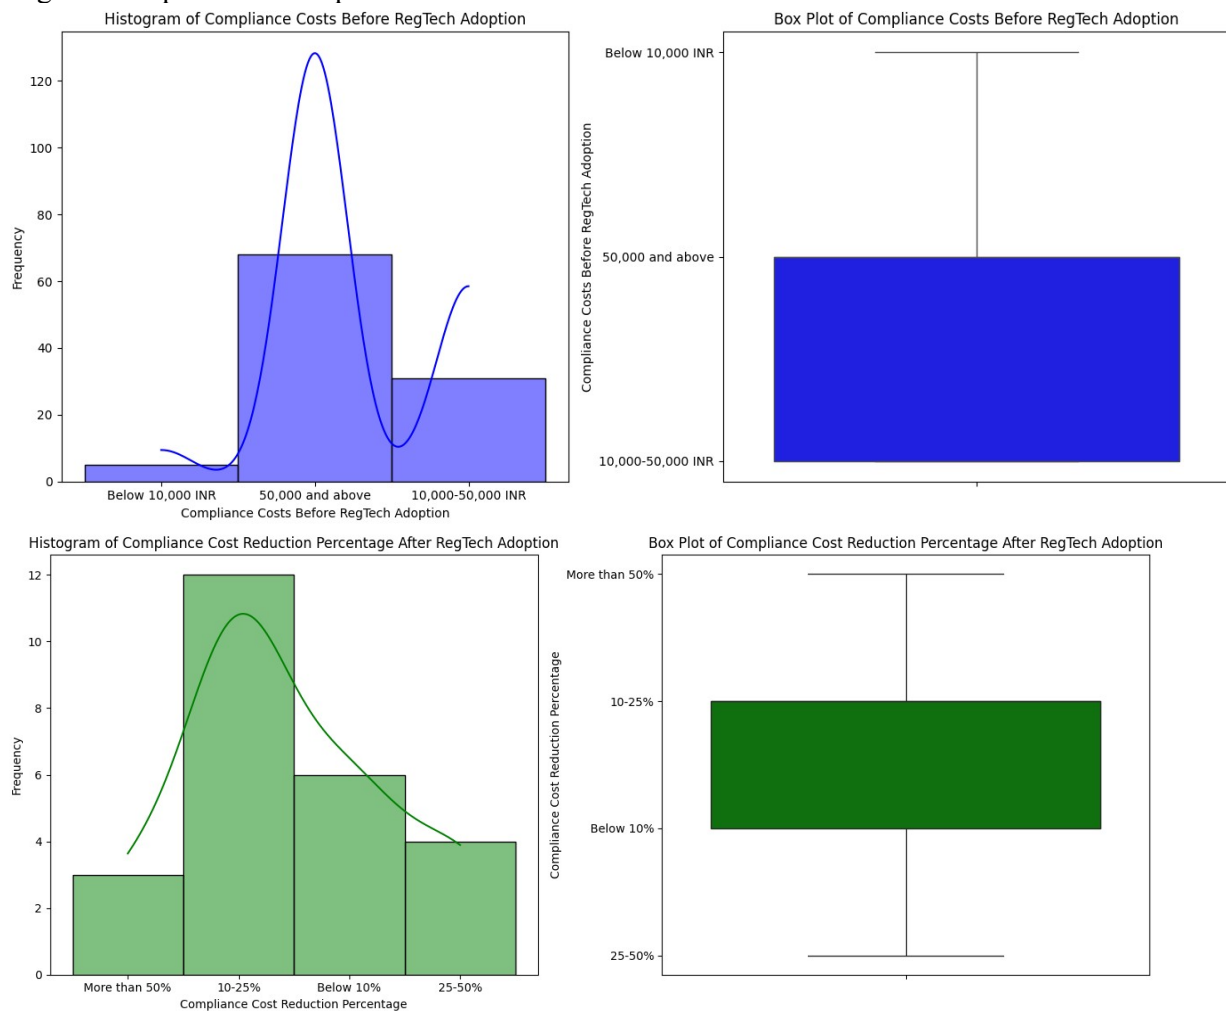 Histogram of Compliance Costs Before RegTech Adoption
120
100
80
60
40
20
0
Frequency
Below 10,000 INR
50,000 and above
10,000-50,000 INR
Compliance Costs Before RegTech Adoption
Box Plot of Compliance Costs Before RegTech Adoption
Below 10,000 INR
50,000 and above
10,000-50,000 INR
Compliance Costs Before RegTech Adoption
Histogram of Compliance Cost Reduction Percentage After RegTech Adoption
12
10
8
6
4
2
0
Frequency
More than 50%
10-25%
Below 10%
25-50%
Compliance Cost Reduction Percentage
Box Plot of Compliance Cost Reduction Percentage After RegTech Adoption
More than 50%
10-25%
Below 10%
25-50%
Compliance Cost Reduction Percentage